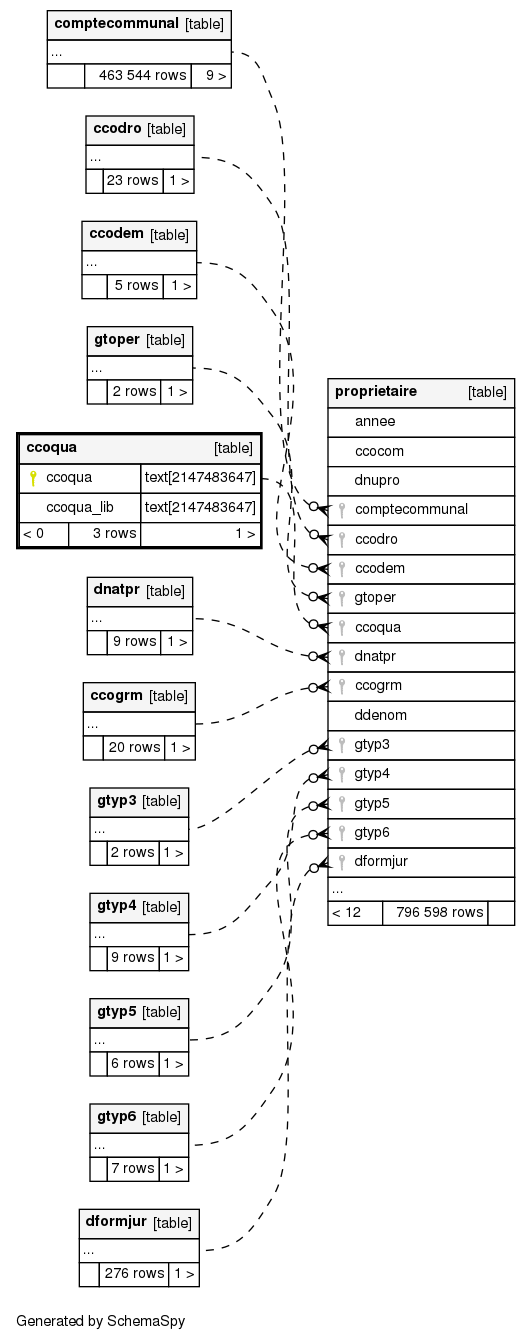 comptecommunal [table]
...
463 544 rows 9 >
ccodro [table]
...
23 rows 1 >
ccodem [table]
...
5 rows 1 >
gtoper [table]
...
2 rows 1 >
ccoqua [table]
ccoqua text[2147483647]
ccoqua_lib text[2147483647]
< 0 3 rows 1 >
dnatpr [table]
...
9 rows 1 >
ccogrm [table]
...
20 rows 1 >
gtyp3 [table]
...
2 rows 1 >
gtyp4 [table]
...
9 rows 1 >
gtyp5 [table]
...
6 rows 1 >
gtyp6 [table]
...
7 rows 1 >
dformjur [table]
...
276 rows 1 >
proprietaire [table]
annee
ccocom
dnupro
comptecommunal
ccodro
ccodem
gtoper
ccoqua
dnatpr
ccogrm
ddenom
gtyp3
gtyp4
gtyp5
gtyp6
dformjur
...
< 12 796 598 rows
Generated by SchemaSpy